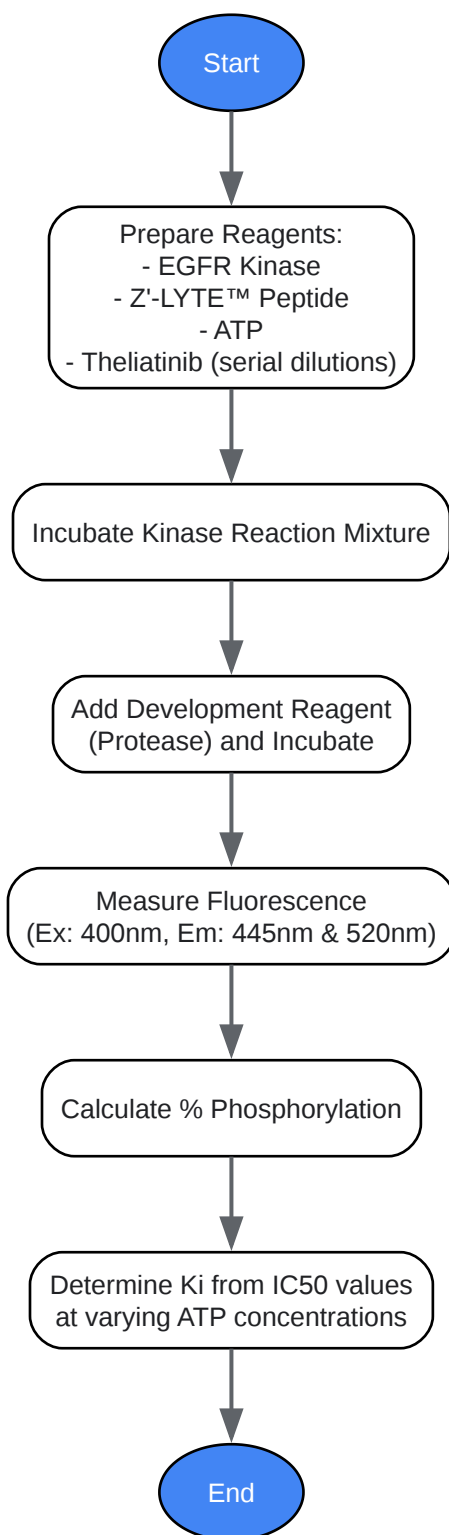 Start
Prepare Reagents:
- EGFR Kinase
- Z'-LYTE™ Peptide
- ATP
- Theliatinib (serial dilutions)
Incubate Kinase Reaction Mixture
Add Development Reagent
(Protease) and Incubate
Measure Fluorescence
(Ex: 400nm, Em: 445nm & 520nm)
Calculate % Phosphorylation
Determine Ki from IC50 values
at varying ATP concentrations
End